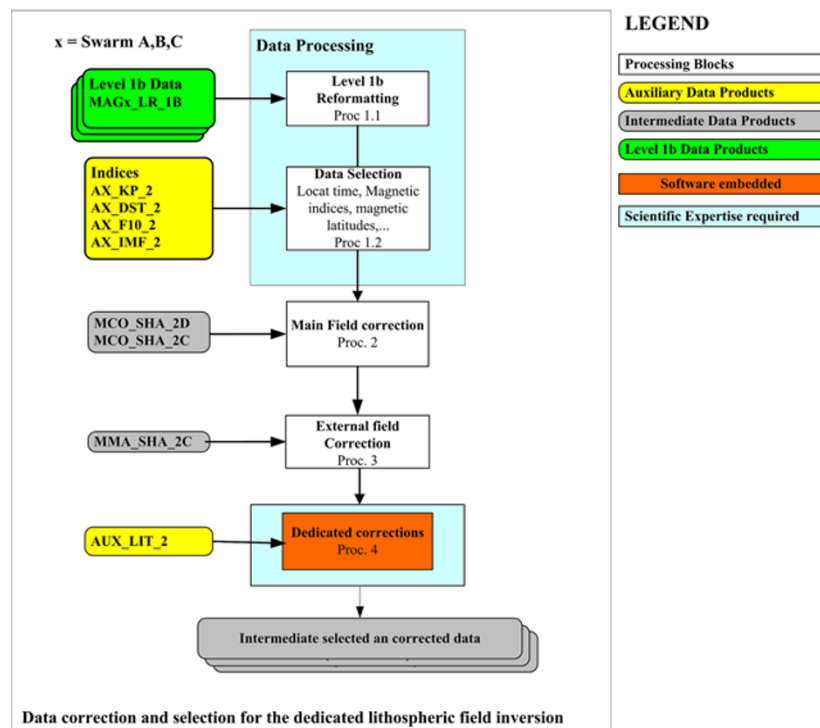 x = Swarm A,B,C
Data Processing
Level 1b Data
MAGx_LR_1B
Level 1b
Reformatting
Proc 1.1
Indices
AX_KP_2
AX_DST_2
AX_F10_2
AX_IMF_2
Data Selection
Locat time, Magnetic
indices, magnetic
latitudes,...
Proc 1.2
MCO_SHA_2D
MCO_SHA_2C
Main Field correction
Proc. 2
MMA_SHA_2C
External field
Correction
Proc. 3
AUX_LIT_2
Dedicated corrections
Proc. 4
Intermediate selected an corrected data
Data correction and selection for the dedicated lithospheric field inversion
LEGEND
Processing Blocks
Auxiliary Data Products
Intermediate Data Products
Level 1b Data Products
Software embedded
Scientific Expertise required